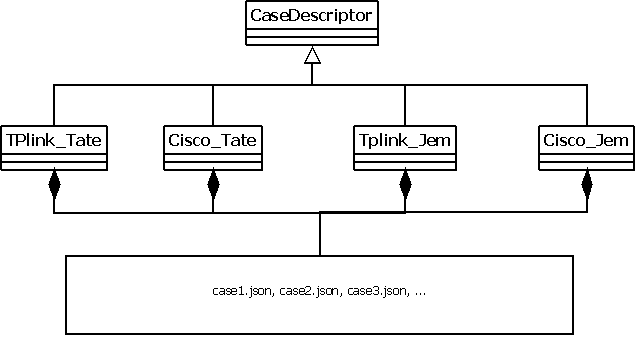 CaseDescriptor
TPlink_Tate
Cisco_Tate
Tplink_Jem
Cisco_Jem
case1.json, case2.json, case3.json, ...